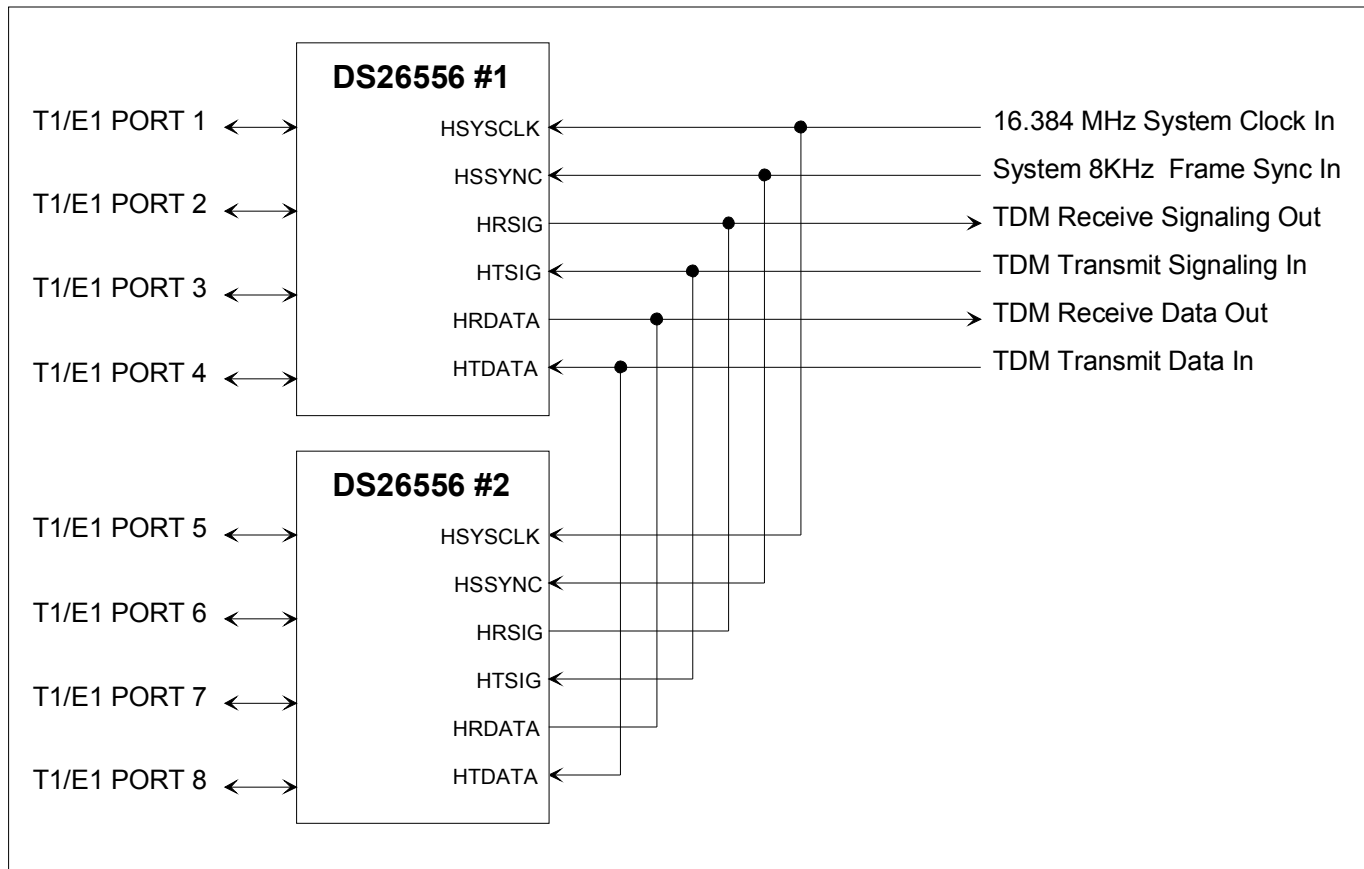 DS26556 #1
T1/E1 PORT 1
T1/E1 PORT 2
T1/E1 PORT 3
T1/E1 PORT 4
HSYSCLK
HSSYNC
HRSIG
HTSIG
HRDATA
HTDATA
16.384 MHz System Clock In
System 8KHz Frame Sync In
TDM Receive Signaling Out
TDM Transmit Signaling In
TDM Receive Data Out
TDM Transmit Data In
DS26556 #2
T1/E1 PORT 5
T1/E1 PORT 6
T1/E1 PORT 7
T1/E1 PORT 8
HSYSCLK
HSSYNC
HRSIG
HTSIG
HRDATA
HTDATA